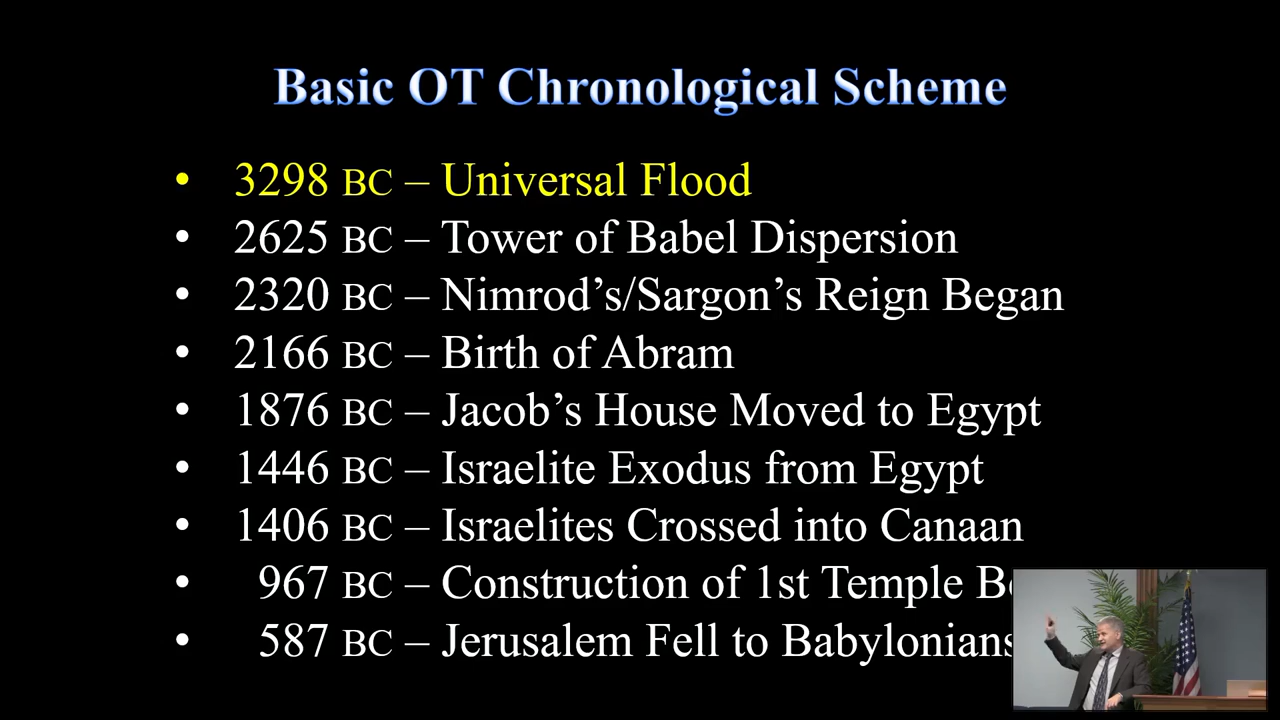 Basic OT Chronological Scheme
• 3298 BC – Universal Flood
• 2625 BC – Tower of Babel Dispersion
• 2320 BC – Nimrod’s/Sargon’s Reign Began
• 2166 BC – Birth of Abram
• 1876 BC – Jacob’s House Moved to Egypt
• 1446 BC – Israelite Exodus from Egypt
• 1406 BC – Israelites Crossed into Canaan
• 967 BC – Construction of 1st Temple
• 587 BC – Jerusalem Fell to Babylonians